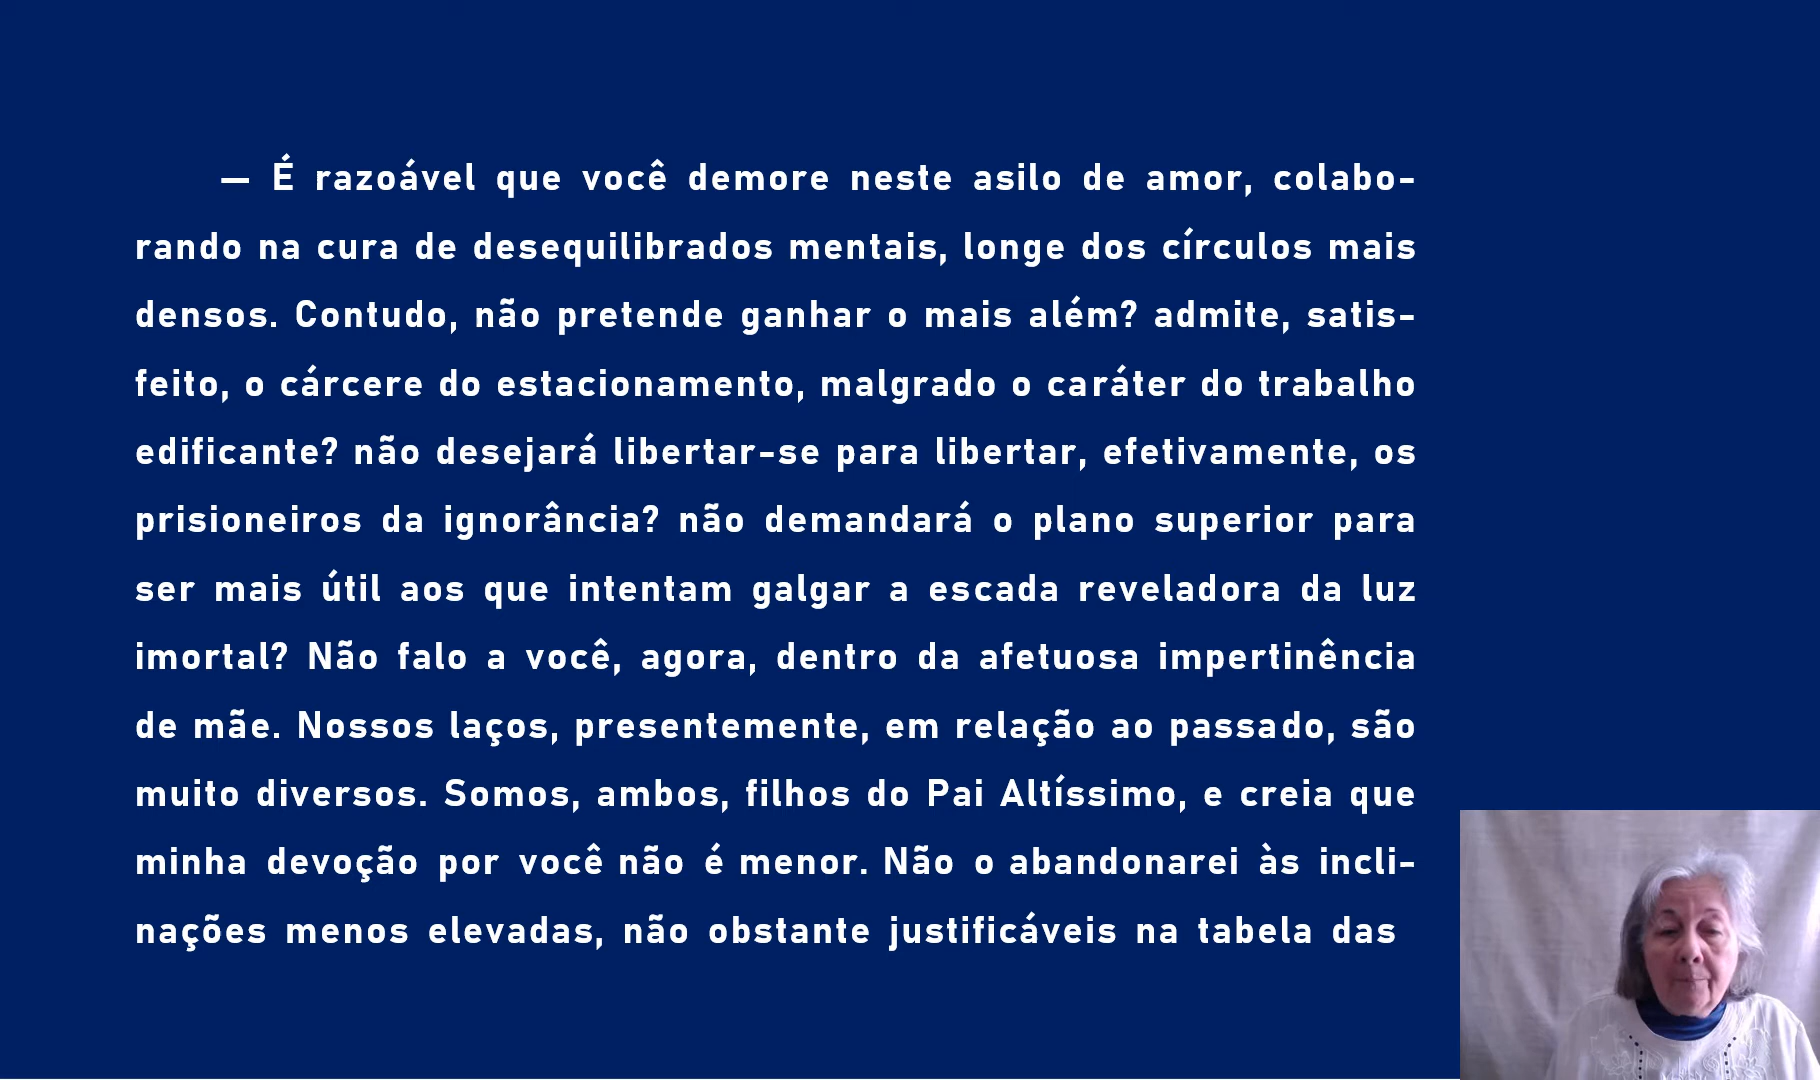 — É razoável que você demore neste asilo de amor, colabo-
rando na cura de desequilibrados mentais, longe dos círculos mais
densos. Contudo, não pretende ganhar o mais além? admite, satis-
feito, o cárcere do estacionamento, malgrado o caráter do trabalho
edificante? não desejará libertar-se para libertar, efetivamente, os
prisioneiros da ignorância? não demandará o plano superior para
ser mais útil aos que intentam galgar a escada reveladora da luz
imortal? Não falo a você, agora, dentro da afetuosa impertinência
de mãe. Nossos laços, presentemente, em relação ao passado, são
muito diversos. Somos, ambos, filhos do Pai Altíssimo, e creia que
minha devoção por você não é menor. Não o abandonarei às incli-
nações menos elevadas, não obstante justificáveis na tabela das